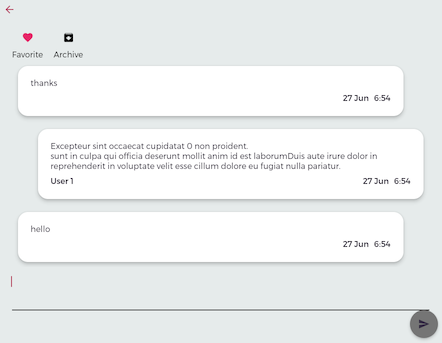 Favorite Archive
thanks
27 Jun 6:54
Excepteur sint occaecat cupidatat 0 non proident.
sunt in culpa qui officia deserunt mollit anim id est laborumDuis aute irure dolor in
reprehenderit in voluptate velit esse cillum dolore eu fugiat nulla pariatur.
User 1 27 Jun 6:54
hello
27 Jun 6:54